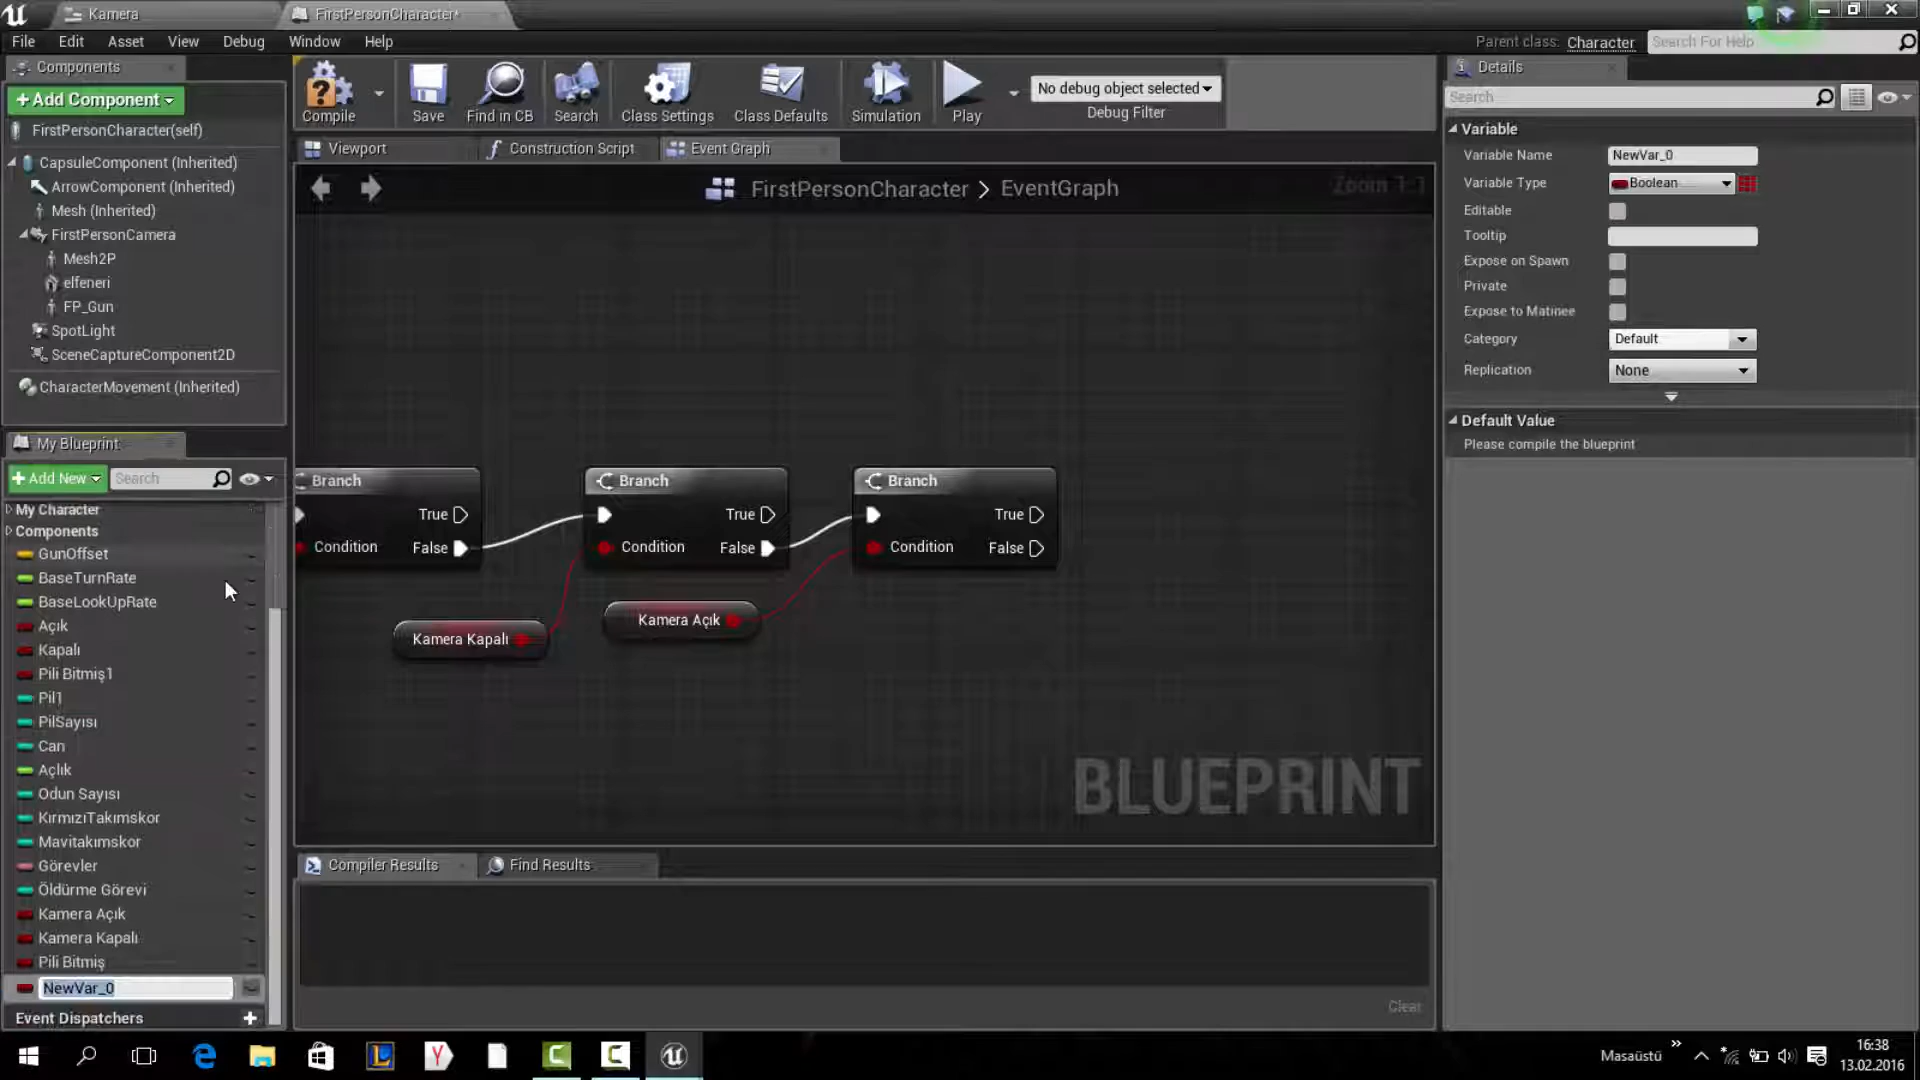 Kamera
FirstPersonCharacter*
File Edit Asset View Debug Window Help
Parent class: Character
Search For Help
Components
+Add Component
FirstPersonCharacter(self)
CapsuleComponent (Inherited)
ArrowComponent (Inherited)
Mesh (Inherited)
FirstPersonCamera
Mesh2P
elfeneri
FP_Gun
SpotLight
SceneCaptureComponent2D
CharacterMovement (Inherited)
My Blueprint
+Add New
Search
My Character
Components
GunOffset
BaseTurnRate
BaseLookUpRate
Açık
Kapalı
Pili Bitmiş1
Pil1
PilSayısı
Can
Açlık
Odun Sayısı
KırmızıTakımskor
Mavitakımskor
Görevler
Öldürme Görevi
Kamera Açık
Kamera Kapalı
Pili Bitmiş
NewVar_0
Event Dispatchers
Compile Save Find in CB Search Class Settings Class Defaults Simulation Play
No debug object selected
Debug Filter
Viewport Construction Script Event Graph
FirstPersonCharacter > EventGraph
Zoom 1:1
Branch
True
Condition False
Branch
True
Condition False
Branch
True
Condition False
Kamera Kapalı
Kamera Açık
BLUEPRINT
Compiler Results Find Results
Clear
Details
Search
Variable
Variable Name NewVar_0
Variable Type Boolean
Editable
Tooltip
Expose on Spawn
Private
Expose to Matinee
Category Default
Replication None
Default Value
Please compile the blueprint
Masaüstü
16:38
13.02.2016